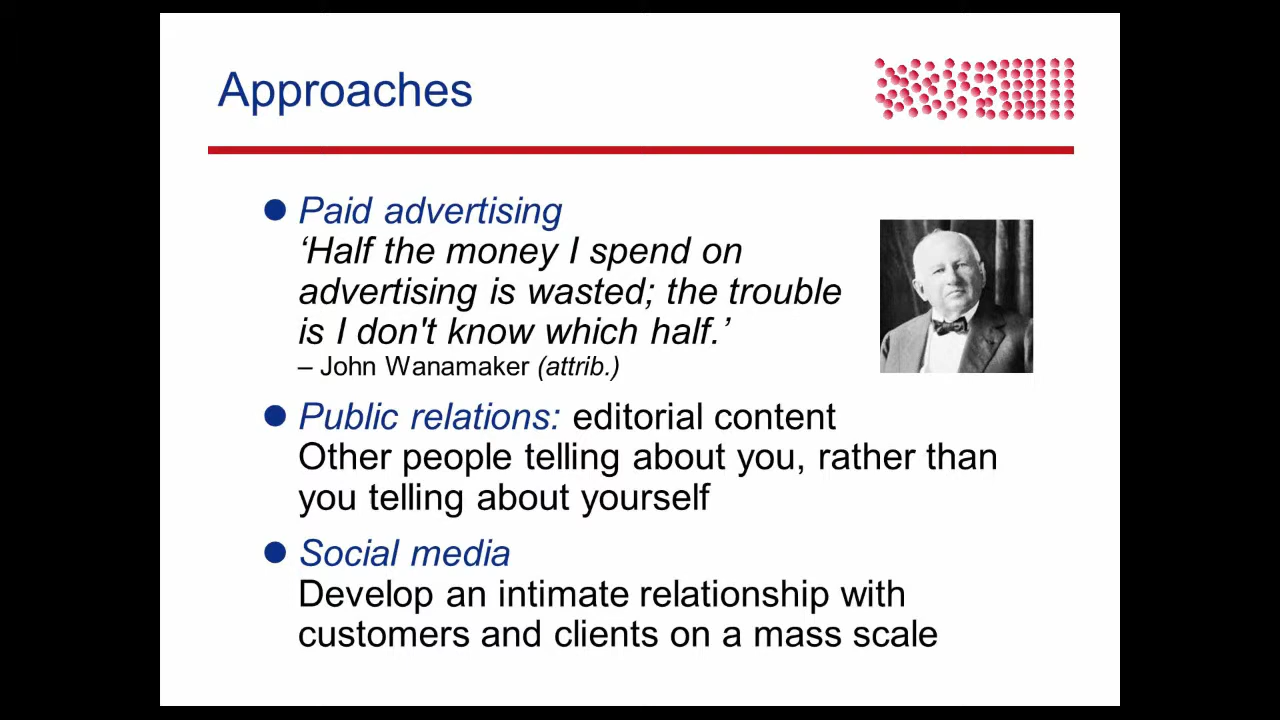 Approaches
Paid advertising
‘Half the money I spend on
advertising is wasted; the trouble
is I don't know which half.’
– John Wanamaker (attrib.)
Public relations: editorial content
Other people telling about you, rather than
you telling about yourself
Social media
Develop an intimate relationship with
customers and clients on a mass scale